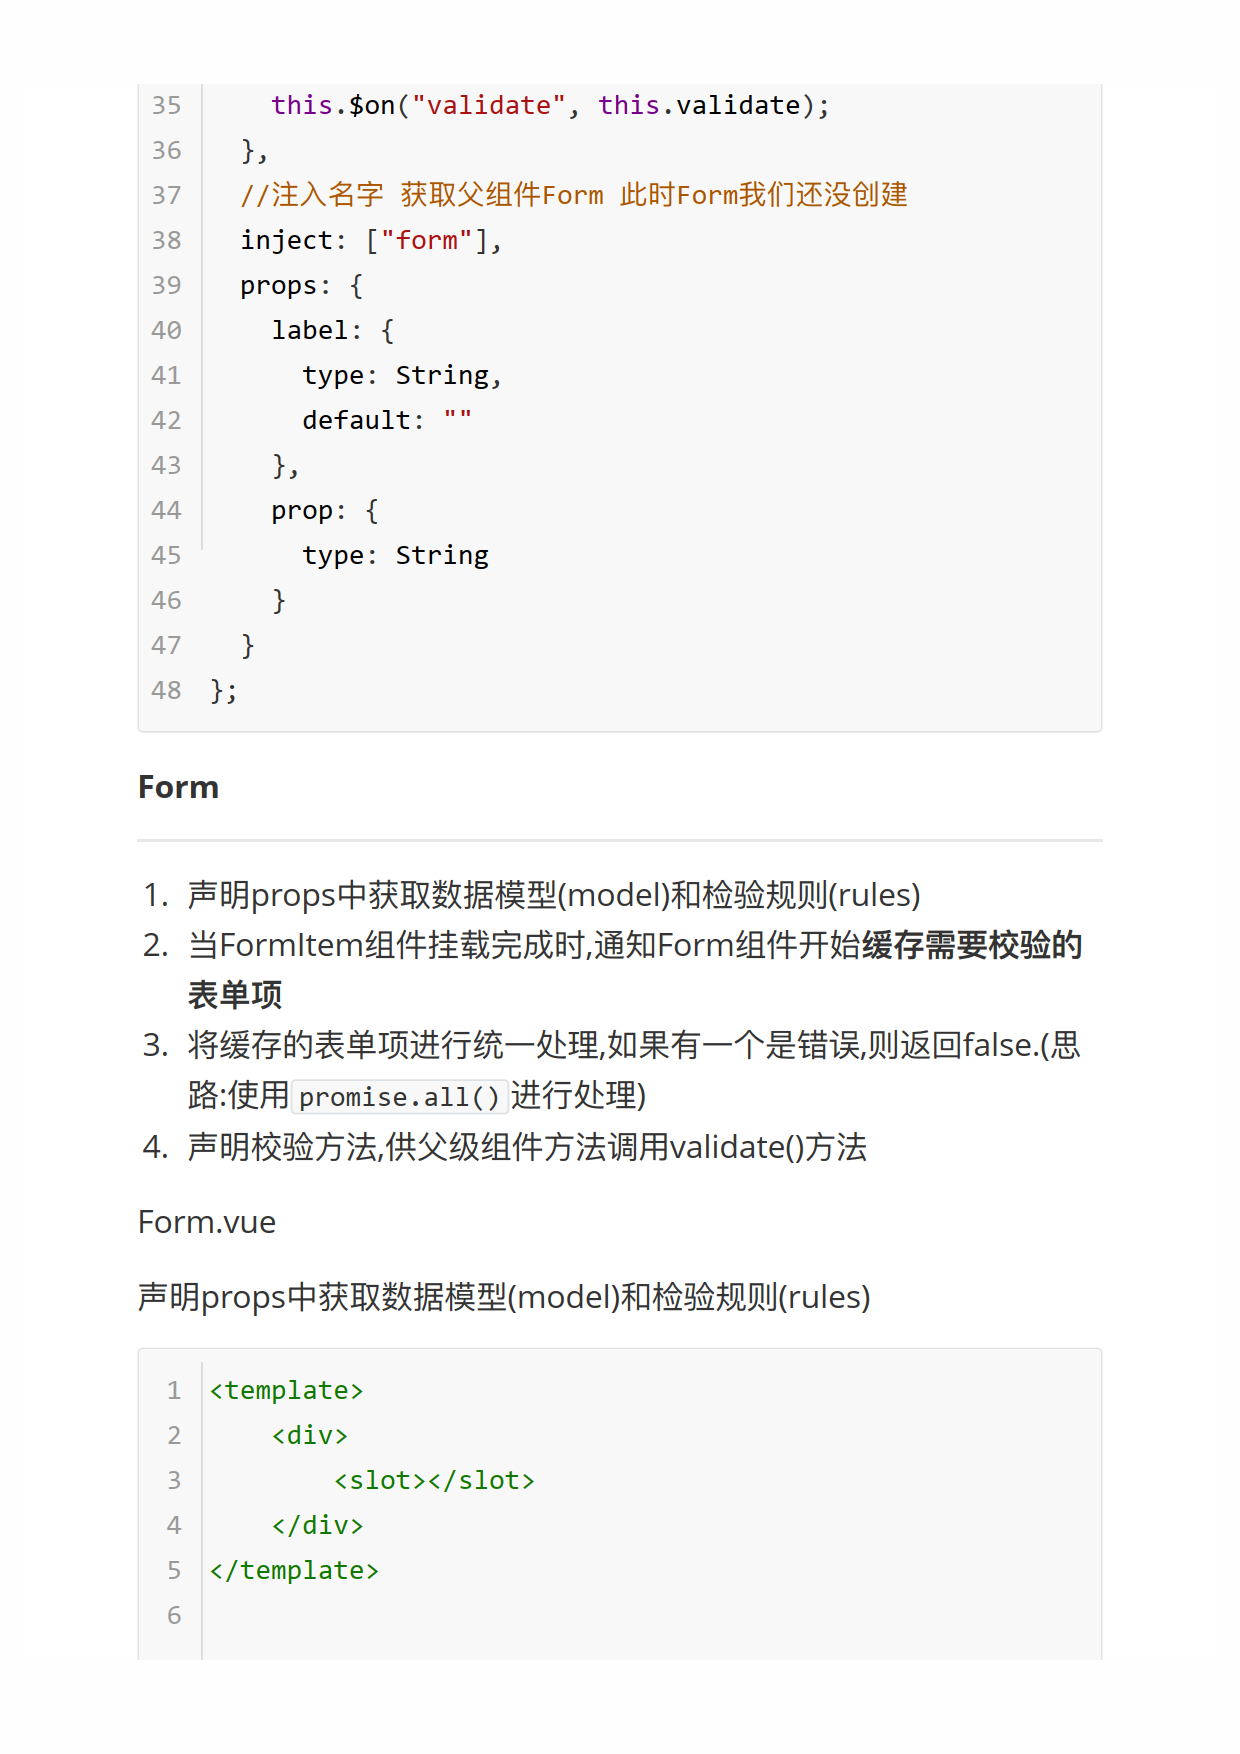 35     this.$on("validate", this.validate);
36   },
37   //注入名字 获取父组件Form 此时Form我们还没创建
38   inject: ["form"],
39   props: {
40     label: {
41       type: String,
42       default: ""
43     },
44     prop: {
45       type: String
46     }
47   }
48 };
Form
1. 声明props中获取数据模型(model)和检验规则(rules)
2. 当FormItem组件挂载完成时,通知Form组件开始缓存需要校验的
表单项
3. 将缓存的表单项进行统一处理,如果有一个是错误,则返回false.(思
路:使用promise.all()进行处理)
4. 声明校验方法,供父级组件方法调用validate()方法
Form.vue
声明props中获取数据模型(model)和检验规则(rules)
1 <template>
2     <div>
3         <slot></slot>
4     </div>
5 </template>
6